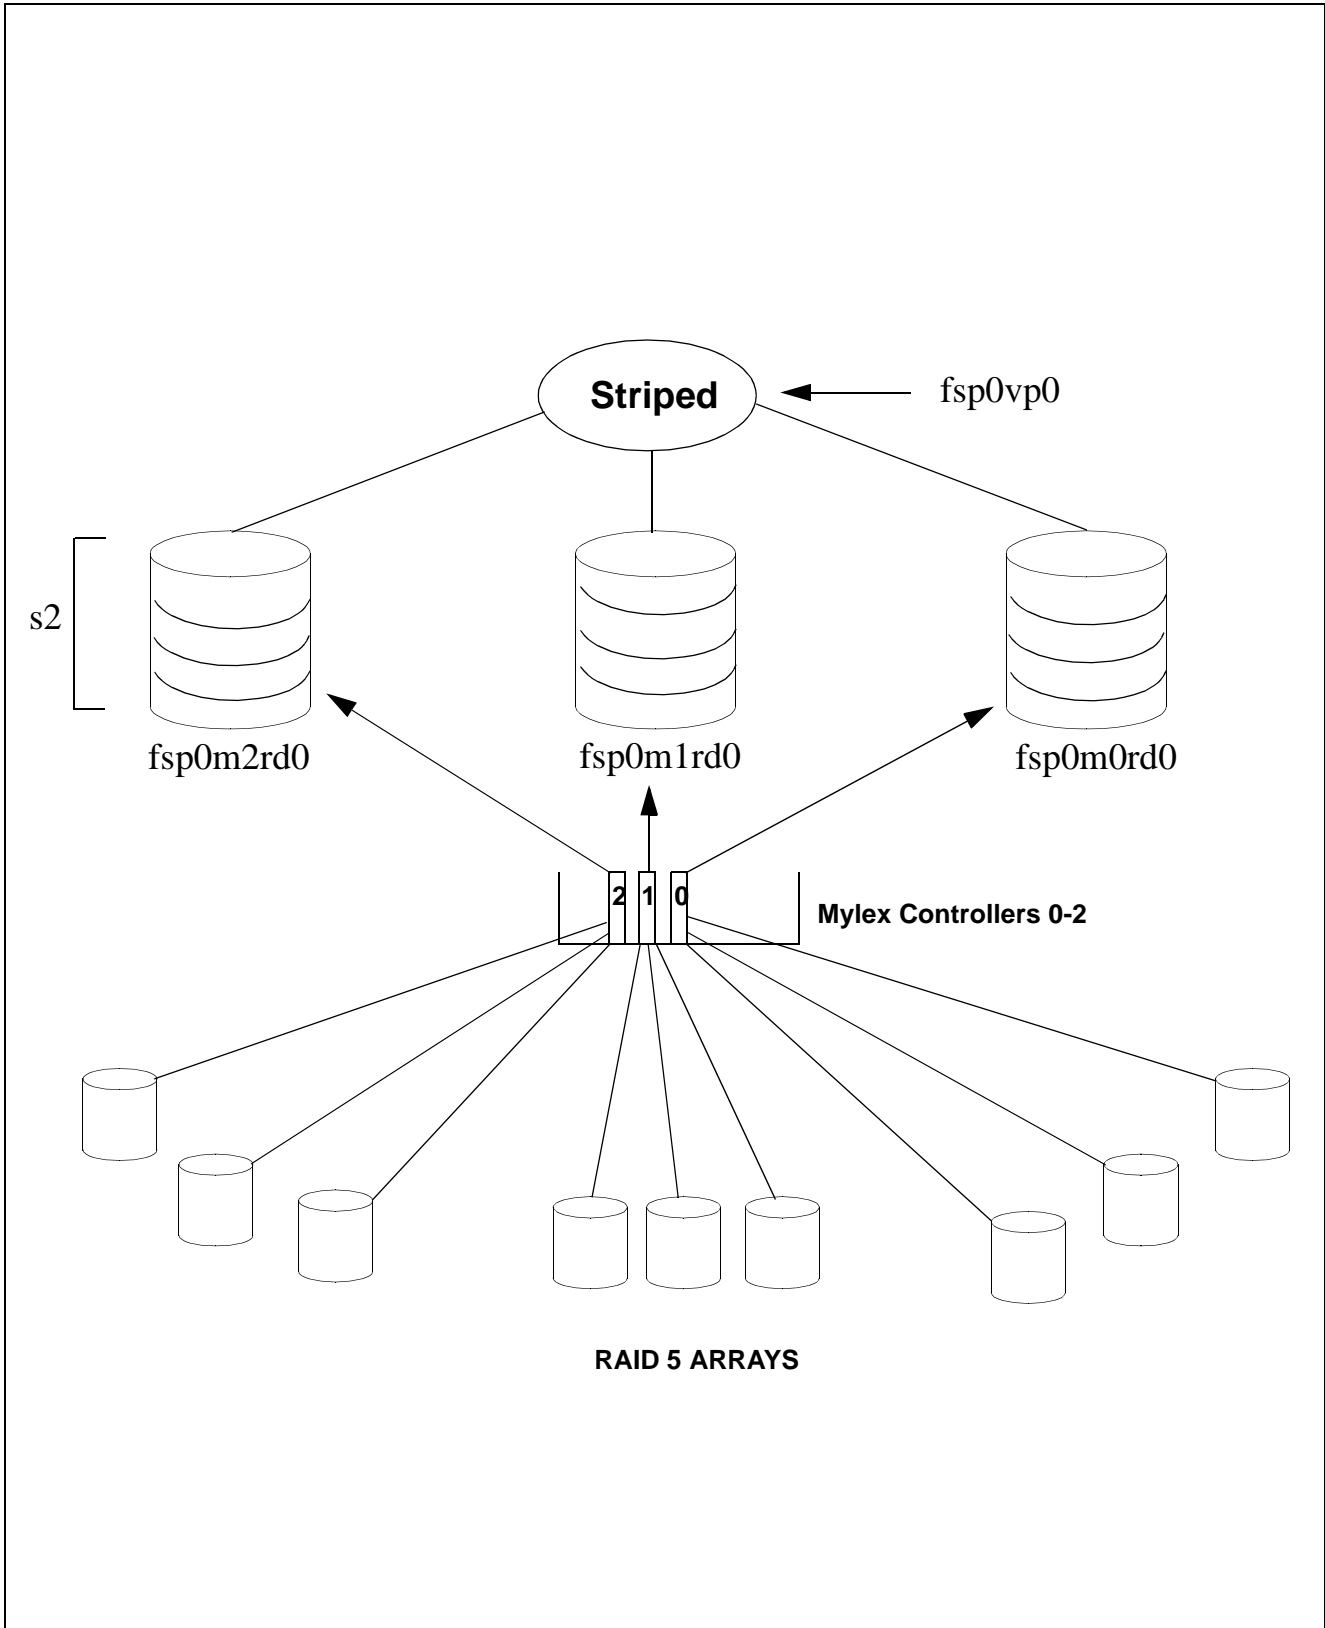 Striped
fsp0vp0
s2
fsp0m2rd0
fsp0m1rd0
fsp0m0rd0
2 1 0
Mylex Controllers 0-2
RAID 5 ARRAYS